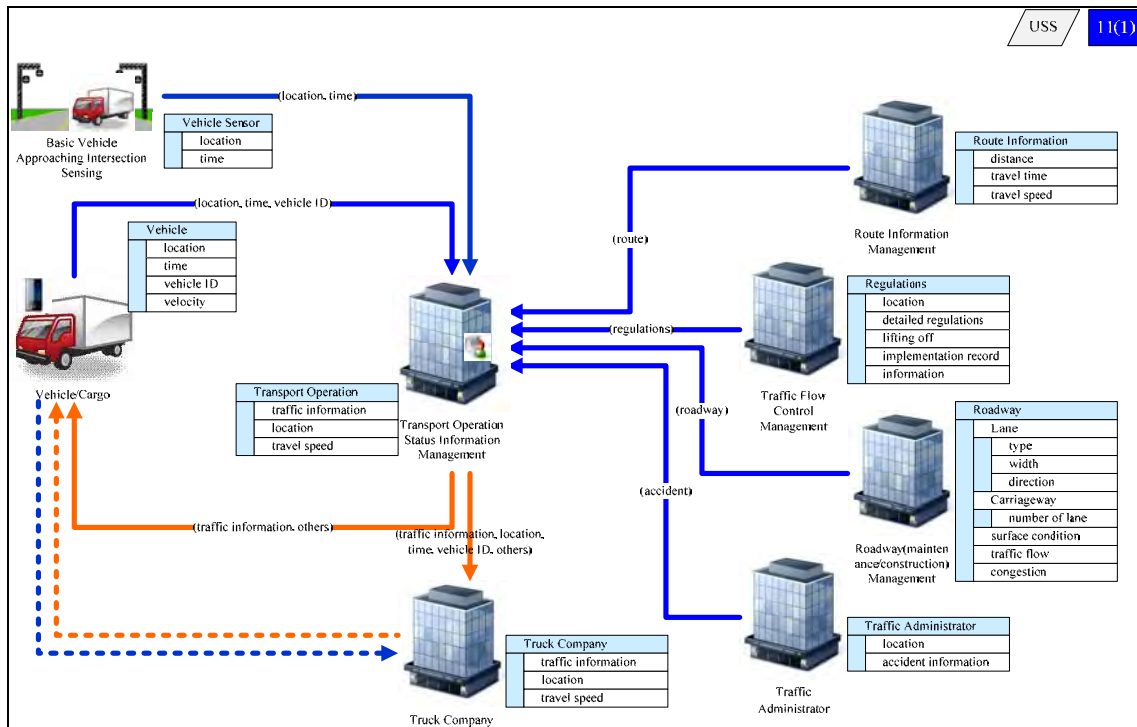 USS
11(1)
(location, time)
Vehicle Sensor
location
time
Basic Vehicle
Approaching Intersection
Sensing
(location, time, vehicle ID)
Vehicle
location
time
vehicle ID
velocity
Vehicle/Cargo
Transport Operation
traffic information
location
travel speed
Transport Operation
Status Information
Management
(route)
(regulations)
(roadway)
(accident)
Route Information
distance
travel time
travel speed
Route Information
Management
Regulations
location
detailed regulations
lifting off
implementation record
information
Traffic Flow
Control
Management
Roadway
Lane
type
width
direction
Carriageway
number of lane
surface condition
traffic flow
congestion
Roadway(mainten
ance/construction)
Management
(traffic information, others)
(traffic information, location,
time, vehicle ID, others)
Truck Company
traffic information
location
travel speed
Truck Company
Traffic Administrator
location
accident information
Traffic
Administrator